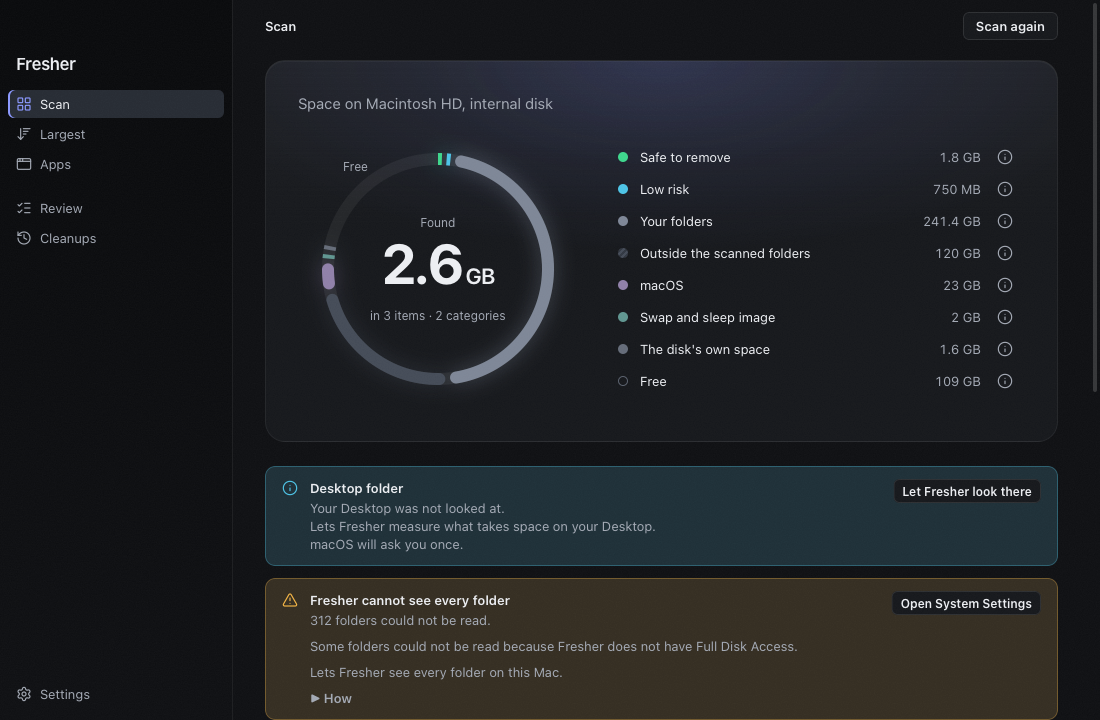 Scan
Scan again
Fresher
Scan
Largest
Apps
Review
Cleanups
Settings
Space on Macintosh HD, internal disk
Free
Found
2.6 GB
in 3 items · 2 categories
Safe to remove 1.8 GB
Low risk 750 MB
Your folders 241.4 GB
Outside the scanned folders 120 GB
macOS 23 GB
Swap and sleep image 2 GB
The disk's own space 1.6 GB
Free 109 GB
Desktop folder
Your Desktop was not looked at.
Lets Fresher measure what takes space on your Desktop.
macOS will ask you once.
Let Fresher look there
Fresher cannot see every folder
312 folders could not be read.
Some folders could not be read because Fresher does not have Full Disk Access.
Lets Fresher see every folder on this Mac.
How
Open System Settings